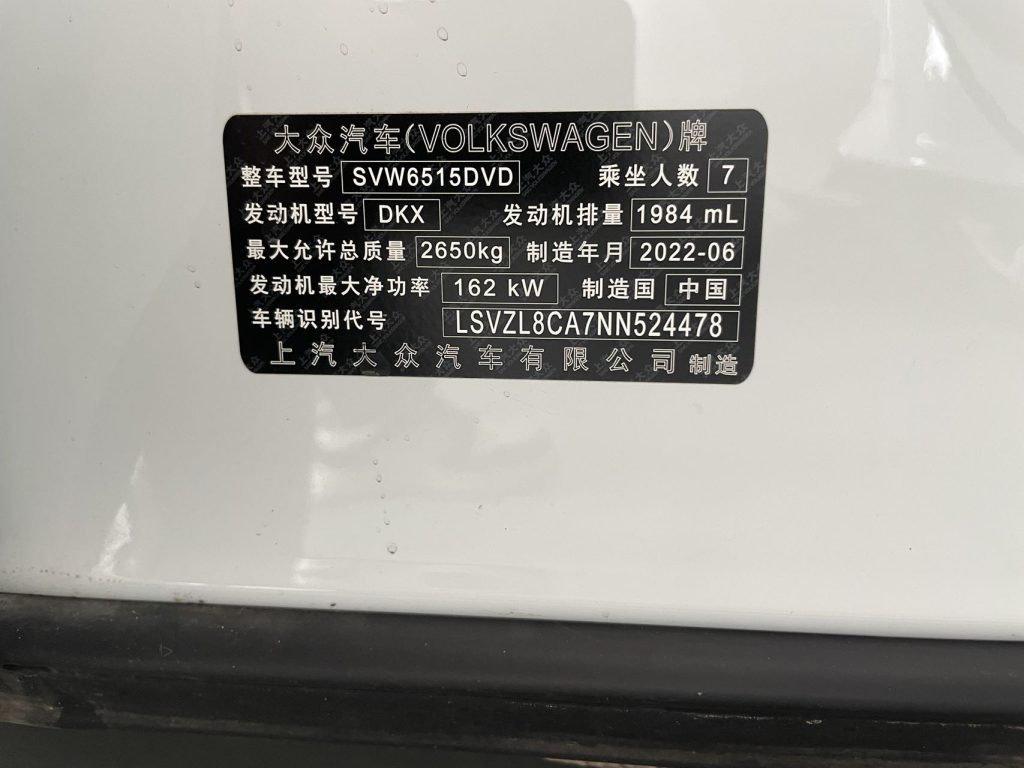 大众汽车(VOLKSWAGEN)牌
整车型号 SVW6515DVD 乘坐人数 7
发动机型号 DKX 发动机排量 1984 mL
最大允许总质量 2650kg 制造年月 2022-06
发动机最大净功率 162 kW 制造国 中国
车辆识别代号 LSVZL8CA7NN524478
上汽大众汽车有限公司 制造